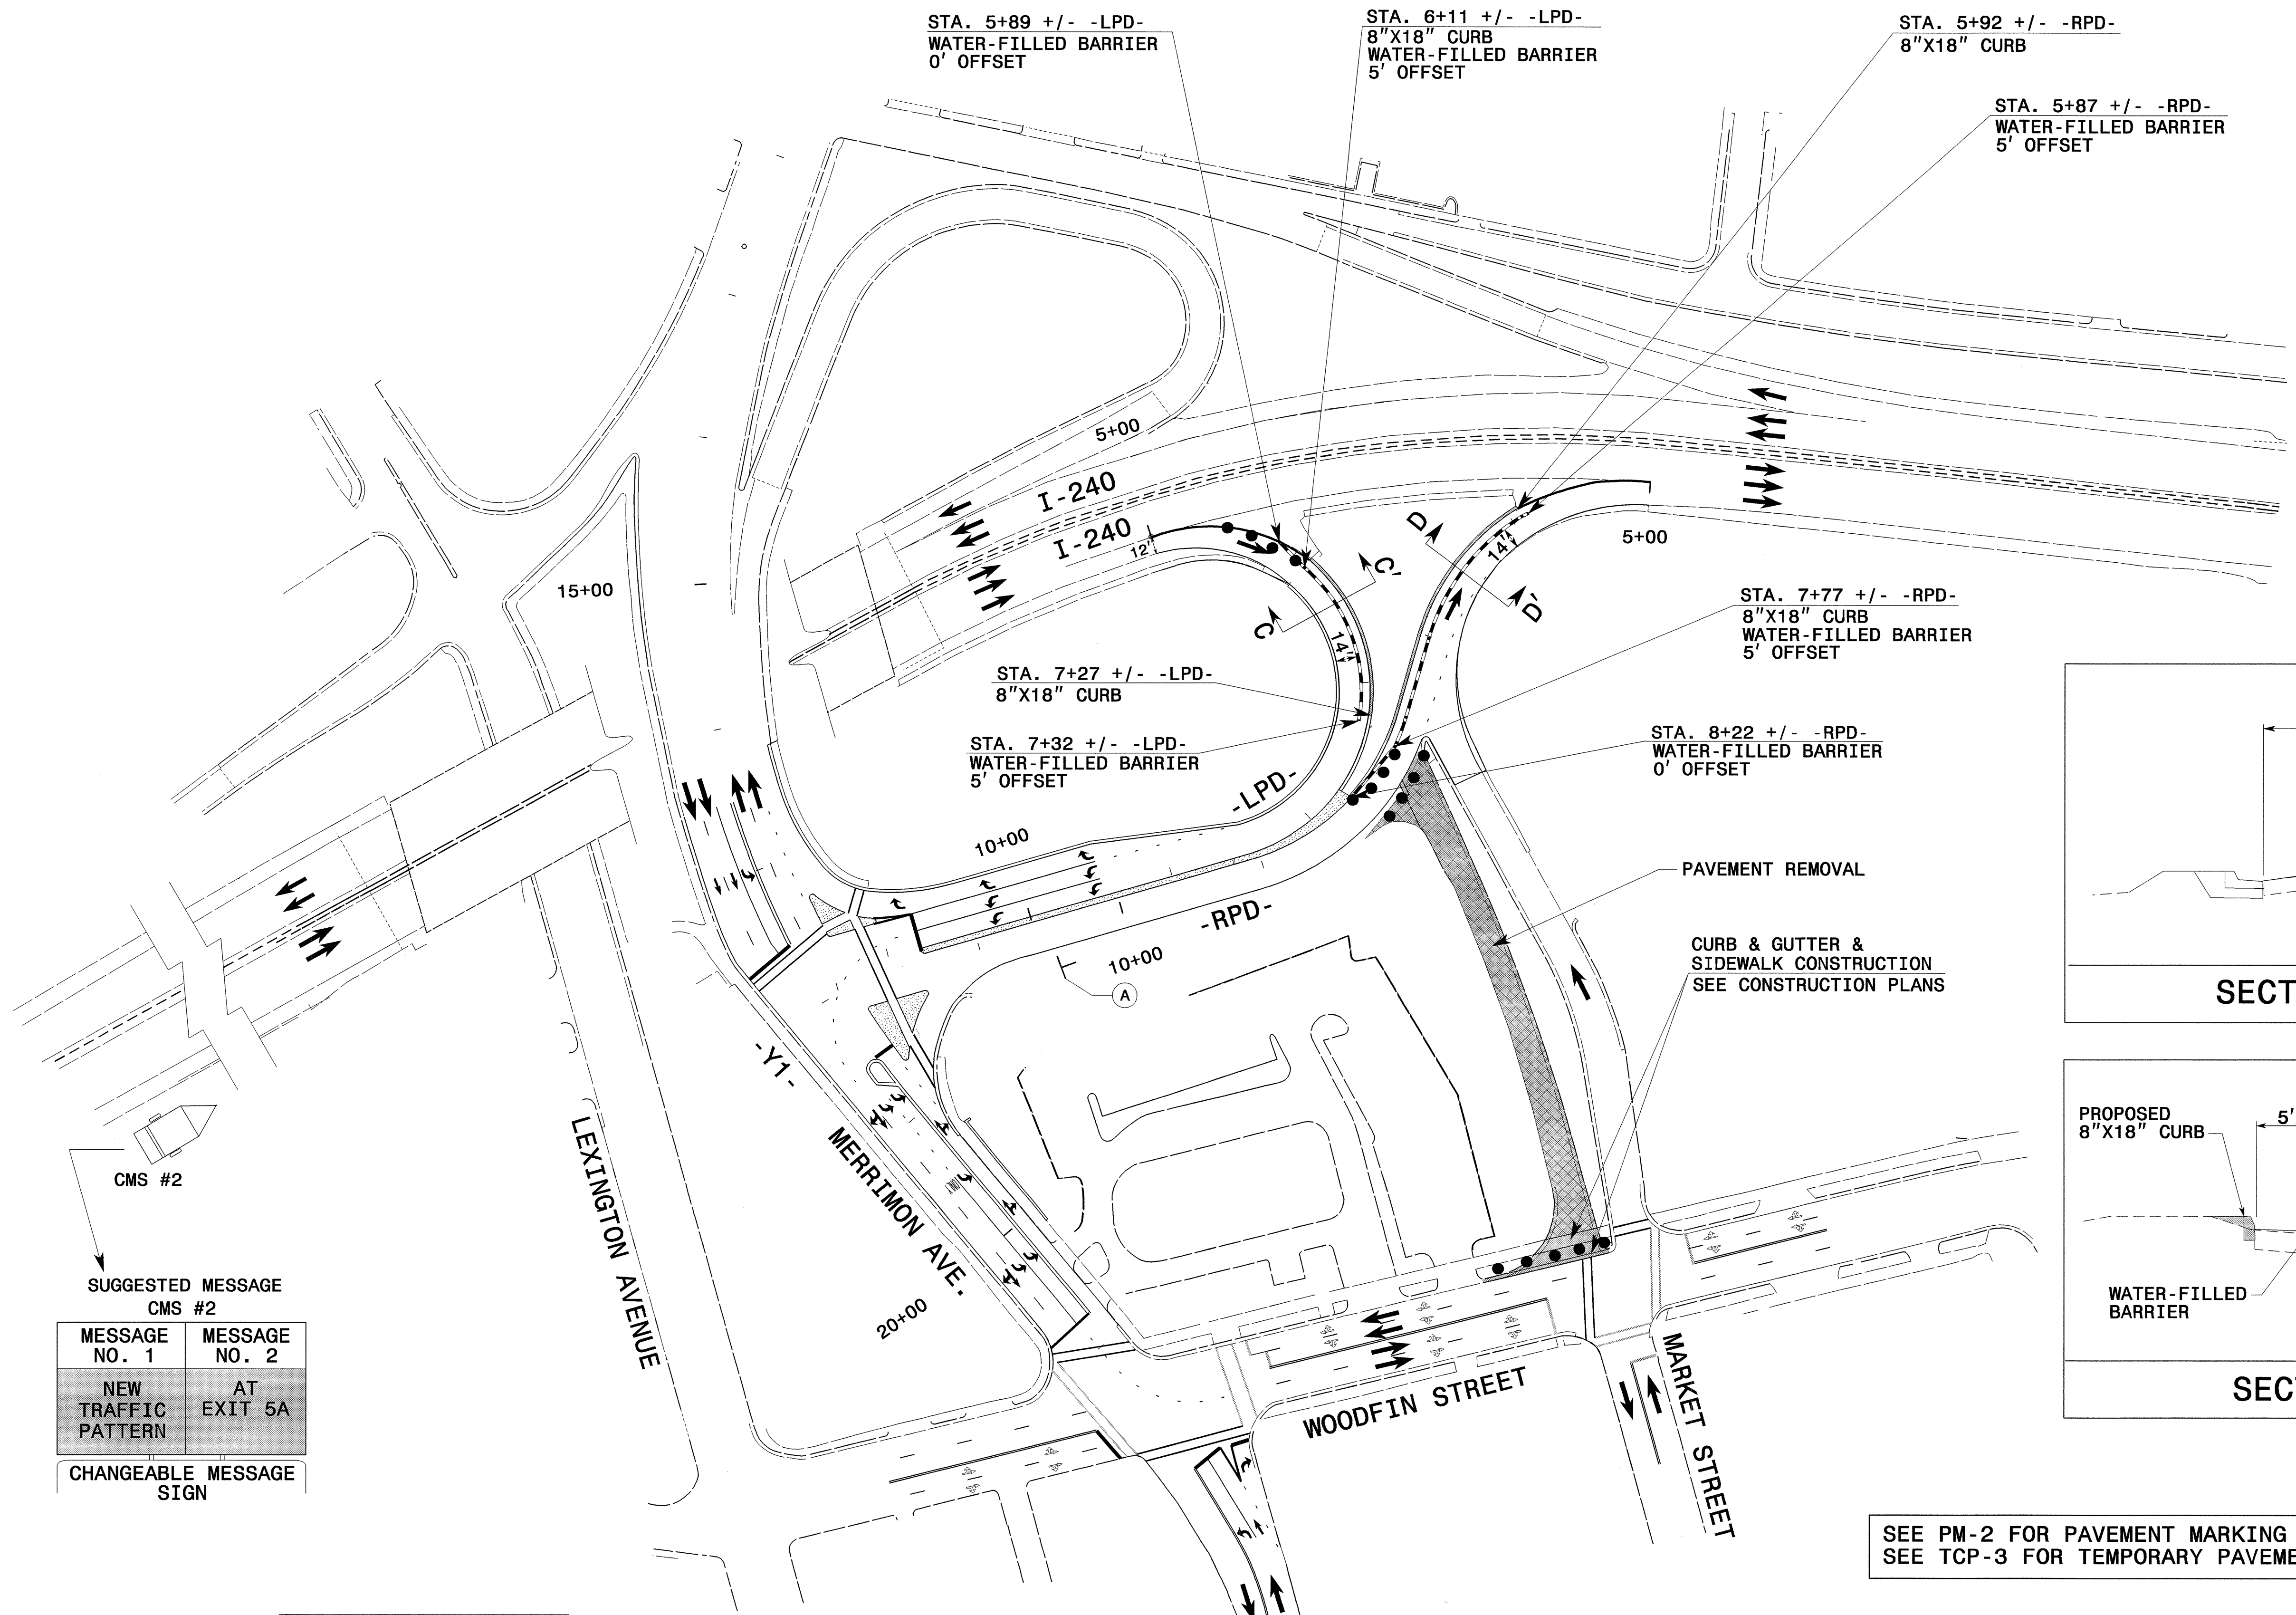 STA. 5+89 +/- -LPD-
WATER-FILLED BARRIER
0' OFFSET
STA. 6+11 +/- -LPD-
8"X18" CURB
WATER-FILLED BARRIER
5' OFFSET
STA. 5+92 +/- -RPD-
8"X18" CURB
STA. 5+87 +/- -RPD-
WATER-FILLED BARRIER
5' OFFSET
5+00
I-240
I-240
12'
D
14'
5+00
C'
D'
C
14'
15+00
STA. 7+77 +/- -RPD-
8"X18" CURB
WATER-FILLED BARRIER
5' OFFSET
STA. 7+27 +/- -LPD-
8"X18" CURB
STA. 7+32 +/- -LPD-
WATER-FILLED BARRIER
5' OFFSET
STA. 8+22 +/- -RPD-
WATER-FILLED BARRIER
0' OFFSET
-LPD-
10+00
PAVEMENT REMOVAL
-RPD-
10+00
A
CURB & GUTTER &
SIDEWALK CONSTRUCTION
SEE CONSTRUCTION PLANS
SECT
-Y1-
MERRIMON AVE.
LEXINGTON AVENUE
20+00
PROPOSED
8"X18" CURB
5'
WATER-FILLED
BARRIER
SEC
CMS #2
SUGGESTED MESSAGE
CMS #2
MESSAGE
NO. 1
MESSAGE
NO. 2
NEW
TRAFFIC
PATTERN
AT
EXIT 5A
CHANGEABLE MESSAGE
SIGN
WOODFIN STREET
MARKET STREET
SEE PM-2 FOR PAVEMENT MARKING
SEE TCP-3 FOR TEMPORARY PAVEME